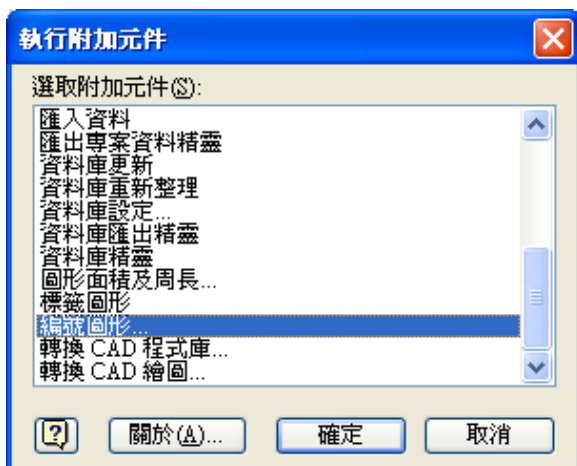 執行附加元件
選取附加元件(S):
匯入資料
匯出專案資料精靈
資料庫更新
資料庫重新整理
資料庫設定...
資料庫匯出精靈
資料庫精靈
圖形面積及周長...
標籤圖形
編號圖形...
轉換 CAD 程式庫...
轉換 CAD 繪圖...
關於(A)... 確定 取消